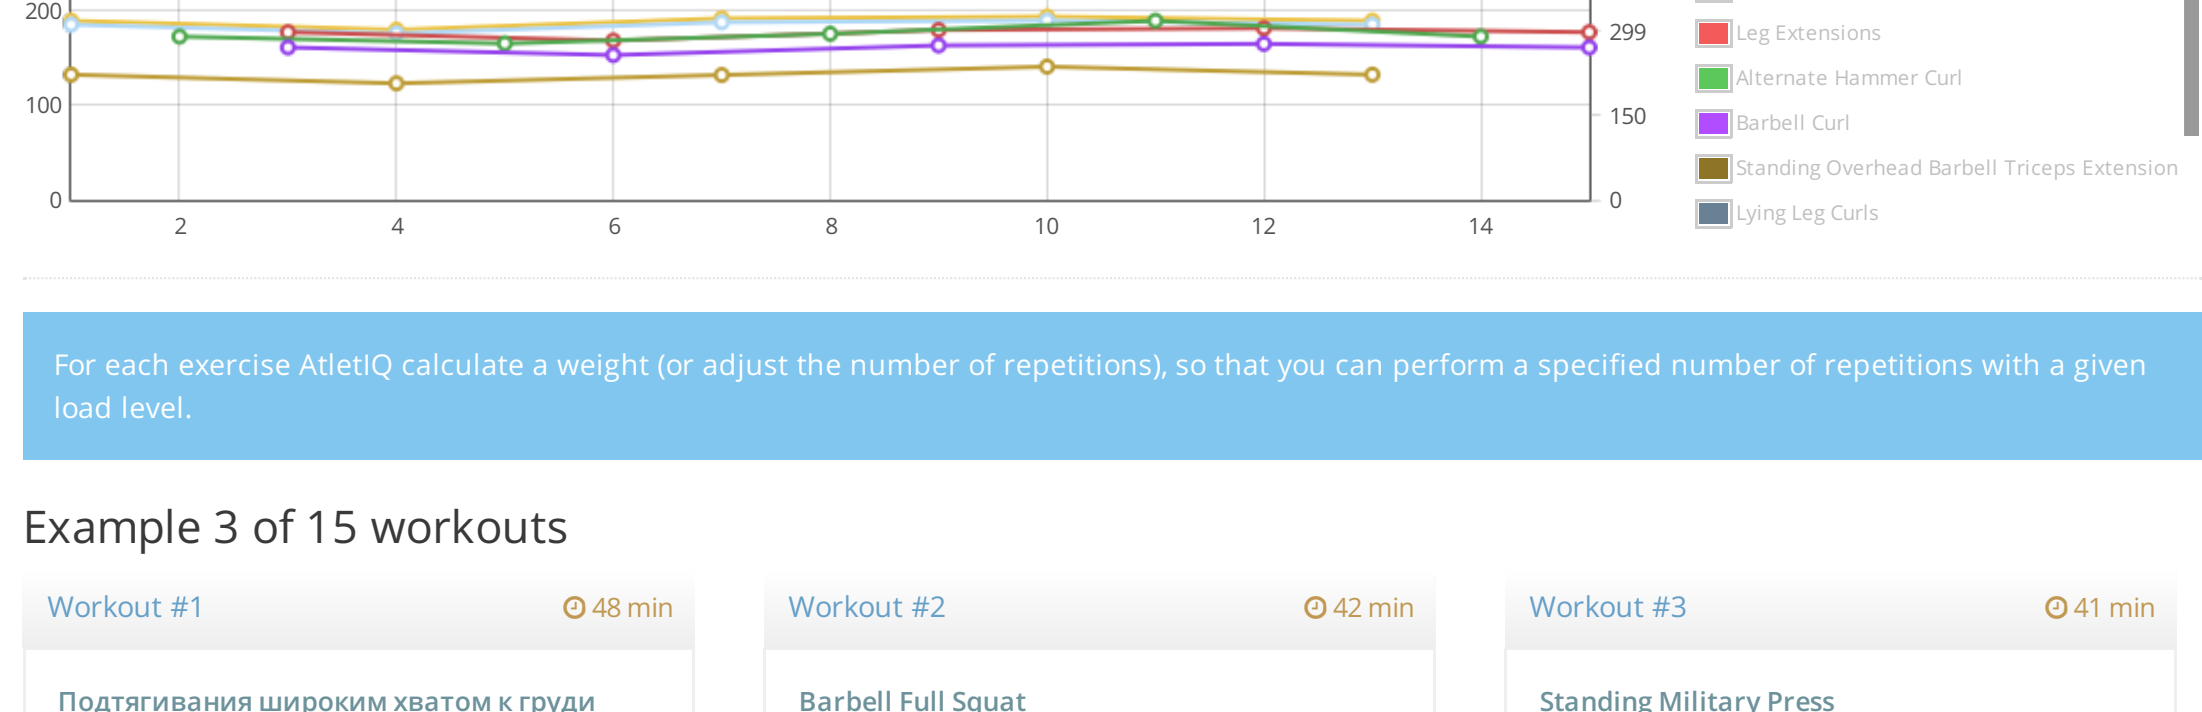 200
299
Leg Extensions
Alternate Hammer Curl
100
150
Barbell Curl
Standing Overhead Barbell Triceps Extension
0
0
2 4 6 8 10 12 14
Lying Leg Curls
For each exercise AtletIQ calculate a weight (or adjust the number of repetitions), so that you can perform a specified number of repetitions with a given
load level.
Example 3 of 15 workouts
Workout #1 48 min
Workout #2 42 min
Workout #3 41 min
Подтягивания широким хватом к груди
Barbell Full Squat
Standing Military Press